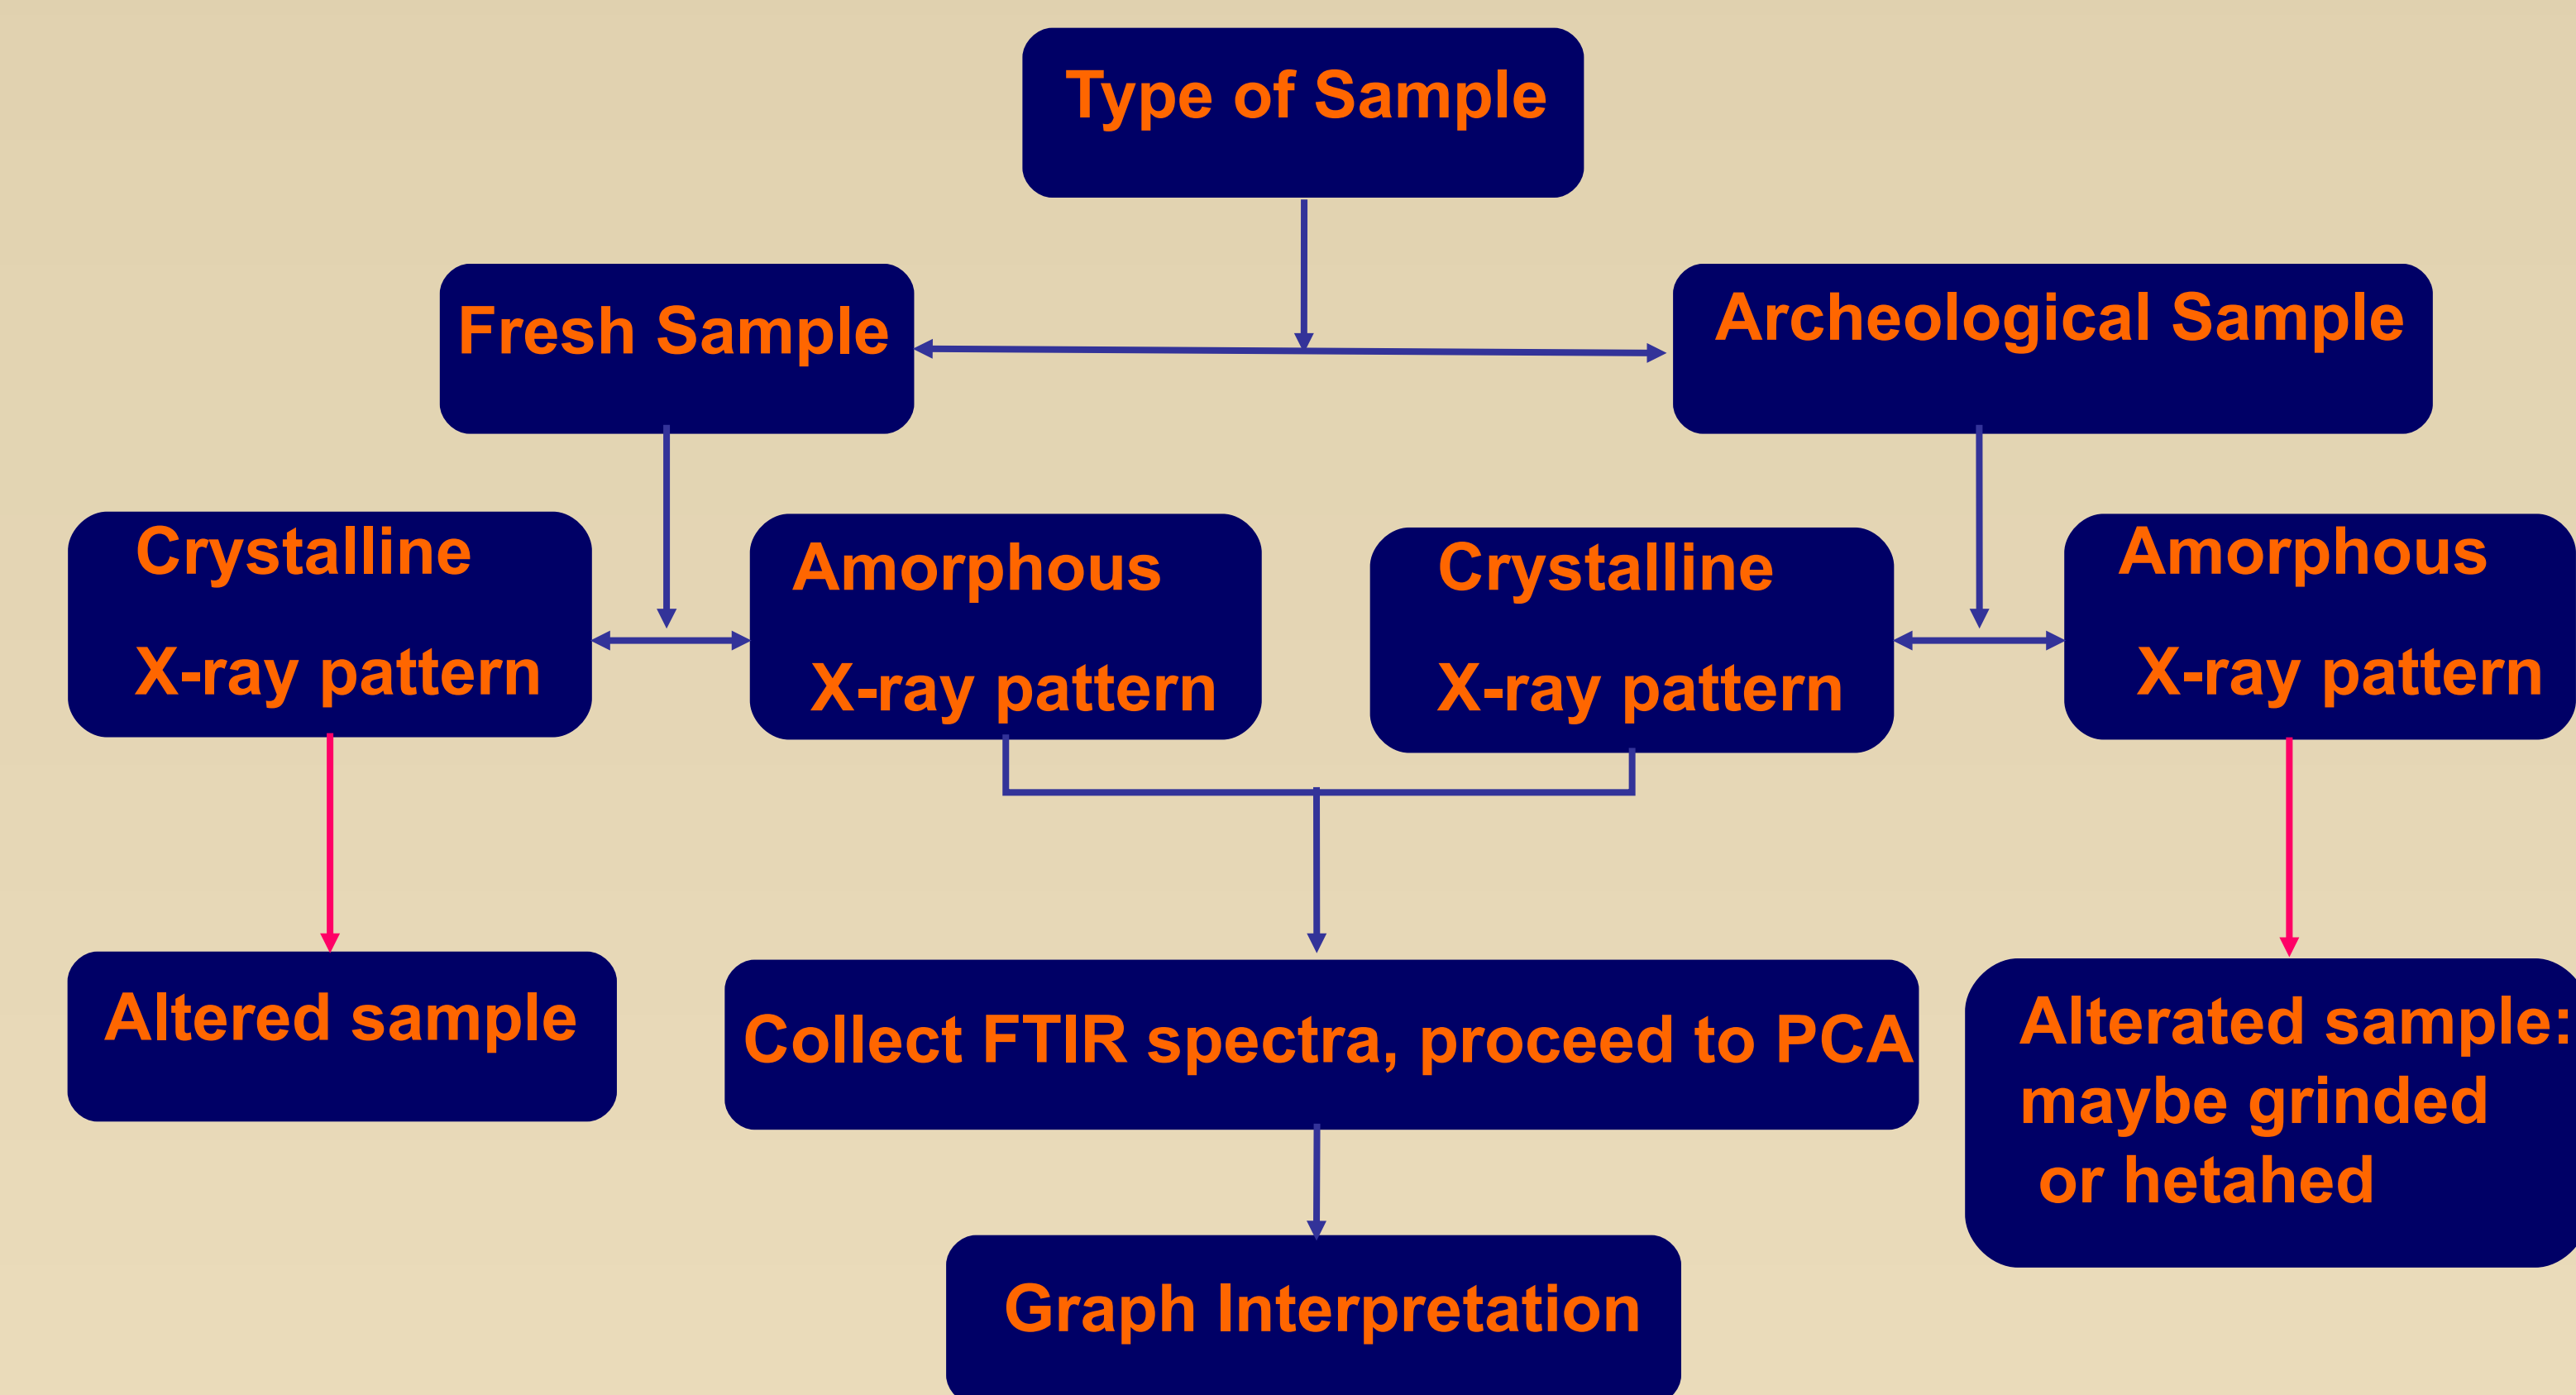 Type of Sample
Fresh Sample
Archeological Sample
Crystalline
X-ray pattern
Amorphous
X-ray pattern
Crystalline
X-ray pattern
Amorphous
X-ray pattern
Altered sample
Collect FTIR spectra, proceed to PCA
Alterated sample:
maybe grinded
or hetahed
Graph Interpretation